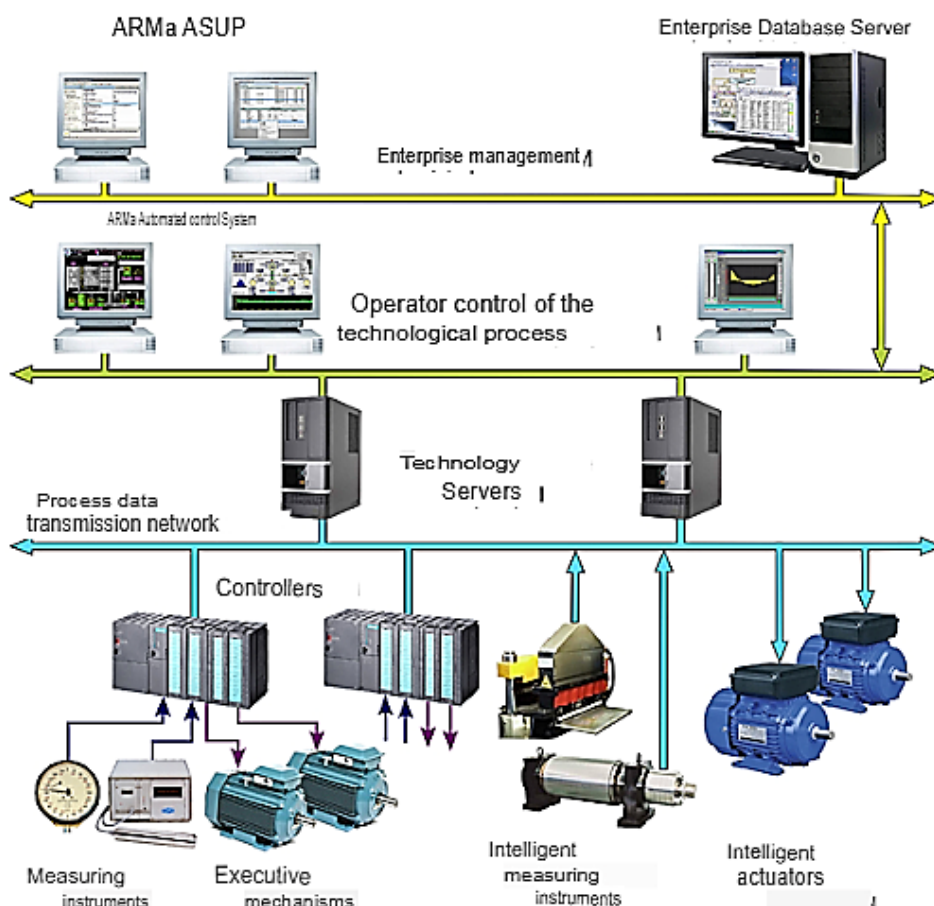 ARMa ASUP
Enterprise Database Server
Enterprise management
ARMa Automated control System
Operator control of the
technological process
Technology
Servers
Process data
transmission network
Controllers
Measuring
instruments
Executive
mechanisms
Intelligent
measuring
instruments
Intelligent
actuators